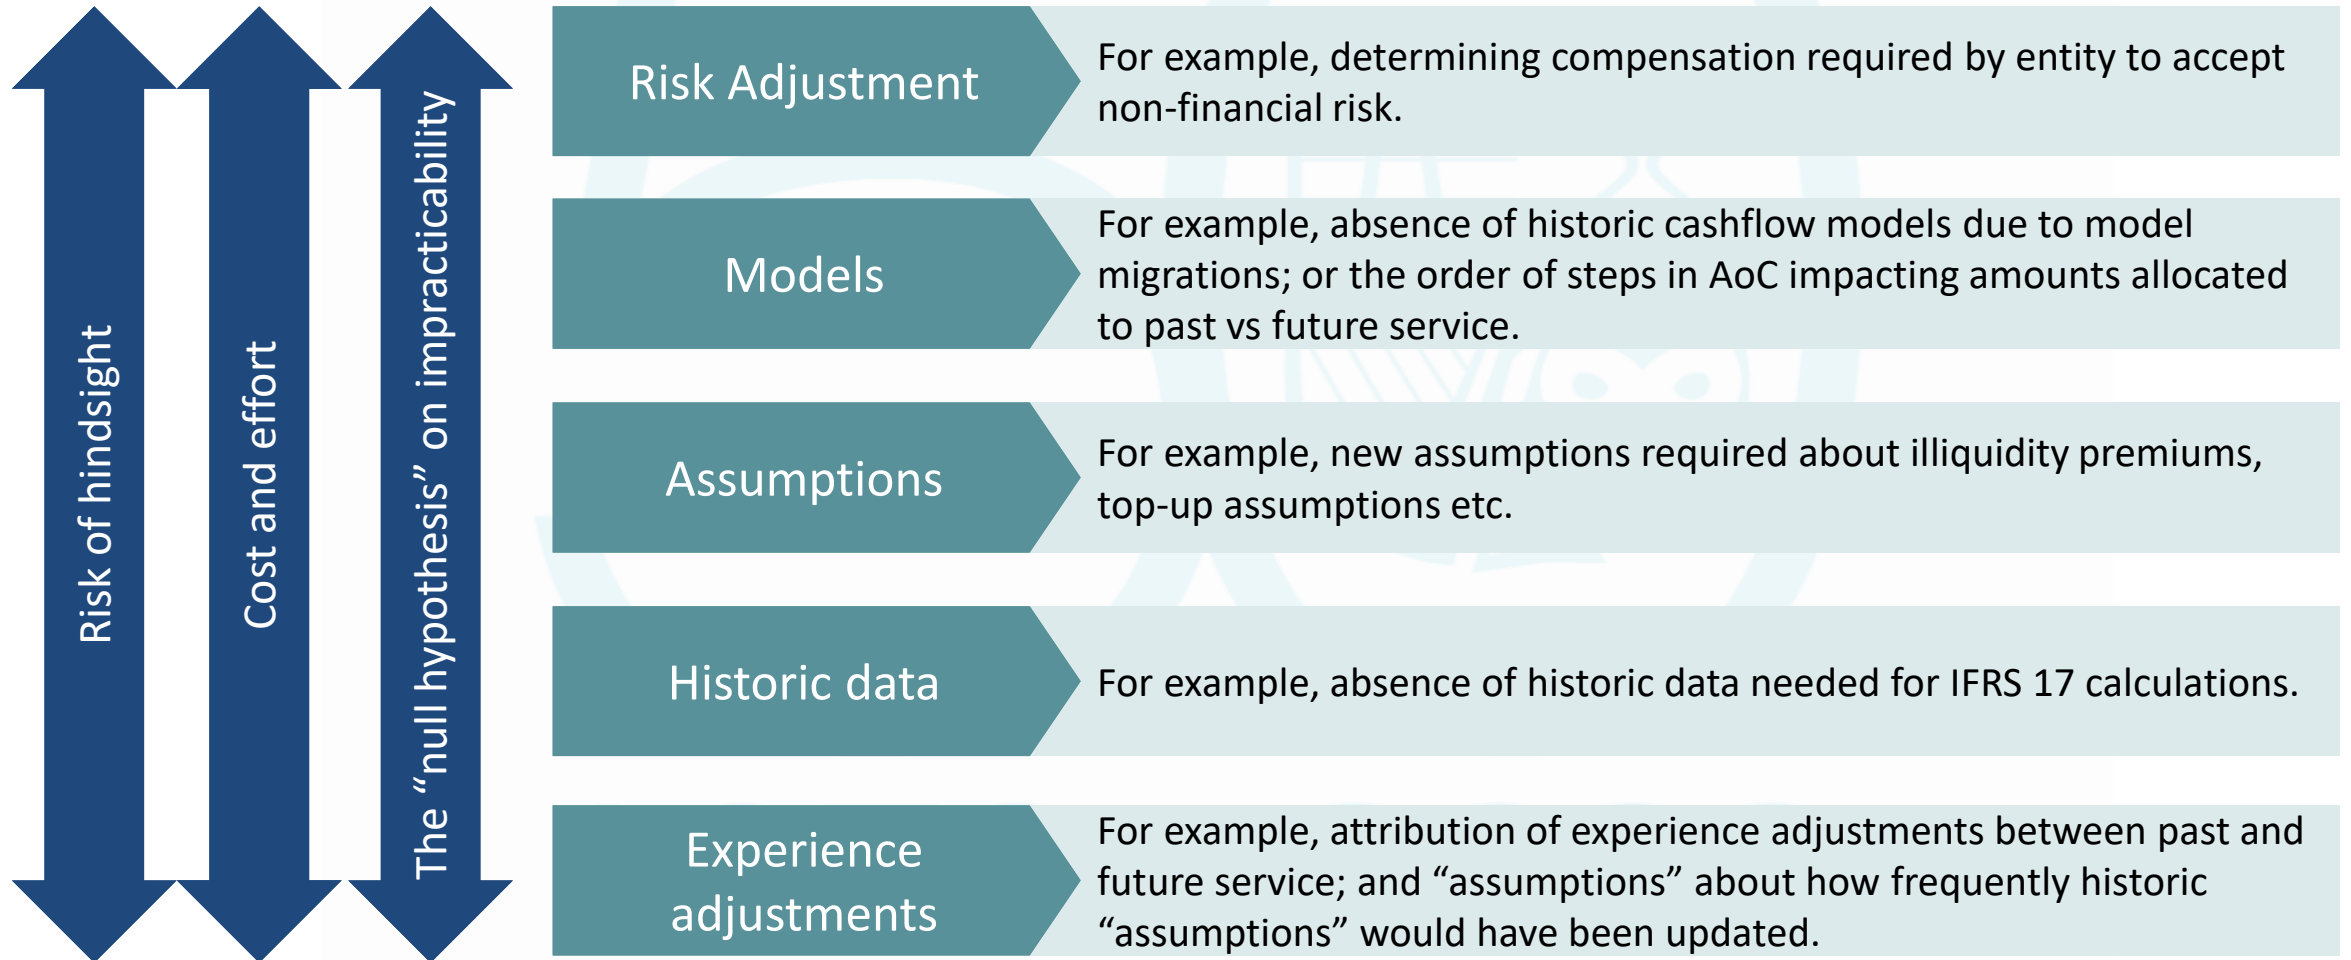 Risk of hindsight
Cost and effort
The “null hypothesis” on impracticability
Risk Adjustment
For example, determining compensation required by entity to accept
non-financial risk.
Models
For example, absence of historic cashflow models due to model
migrations; or the order of steps in AoC impacting amounts allocated
to past vs future service.
Assumptions
For example, new assumptions required about illiquidity premiums,
top-up assumptions etc.
Historic data
For example, absence of historic data needed for IFRS 17 calculations.
Experience
adjustments
For example, attribution of experience adjustments between past and
future service; and “assumptions” about how frequently historic
“assumptions” would have been updated.